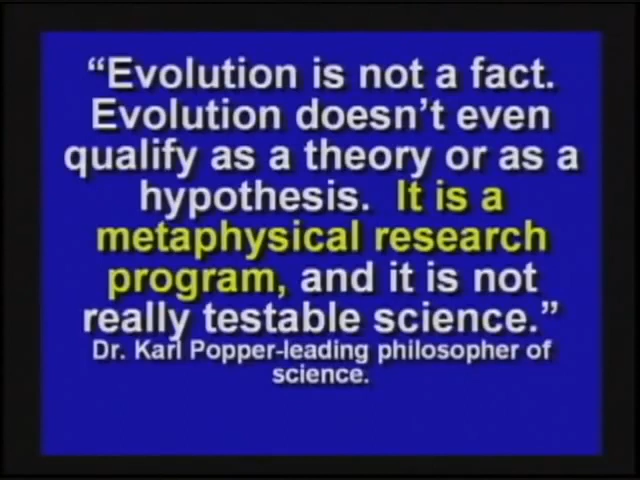 “Evolution is not a fact.
Evolution doesn’t even
qualify as a theory or as a
hypothesis. It is a
metaphysical research
program, and it is not
really testable science.”
Dr. Karl Popper-leading philosopher of
science.